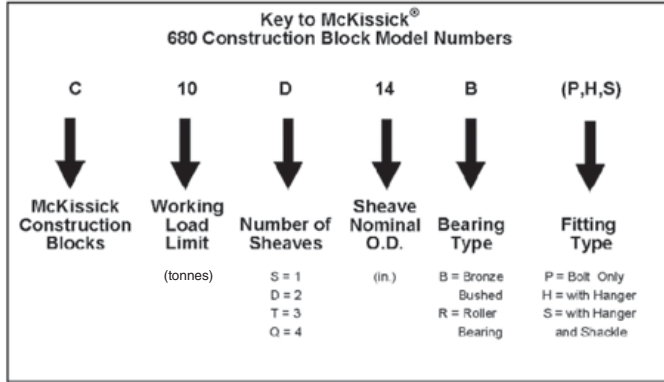 Key to McKissick®
680 Construction Block Model Numbers
C 10 D 14 B (P,H,S)
McKissick
Construction
Blocks
Working
Load
Limit
(tonnes)
Number of
Sheaves
S = 1
D = 2
T = 3
Q = 4
Sheave
Nominal
O.D.
(in.)
Bearing
Type
B = Bronze
Bushed
R = Roller
Bearing
Fitting
Type
P = Bolt Only
H = with Hanger
S = with Hanger
and Shackle